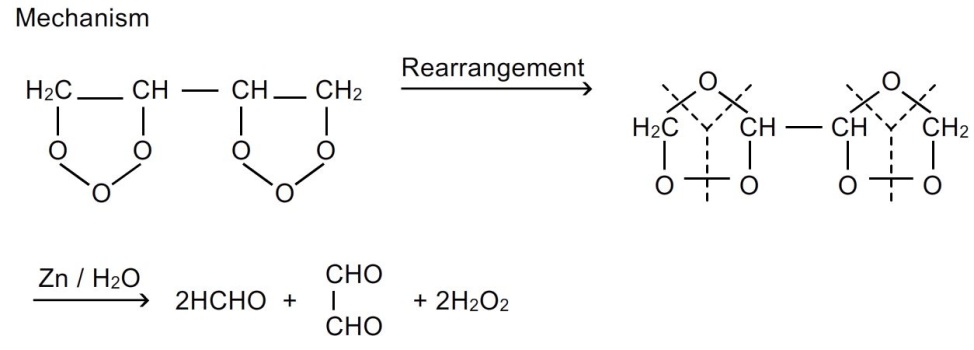 Mechanism
H₂C CH CH CH₂
O O O O
O O
Rearrangement
O O
H₂C CH CH CH₂
O O O O
Zn / H₂O
2HCHO + CHO + 2H₂O₂
CHO